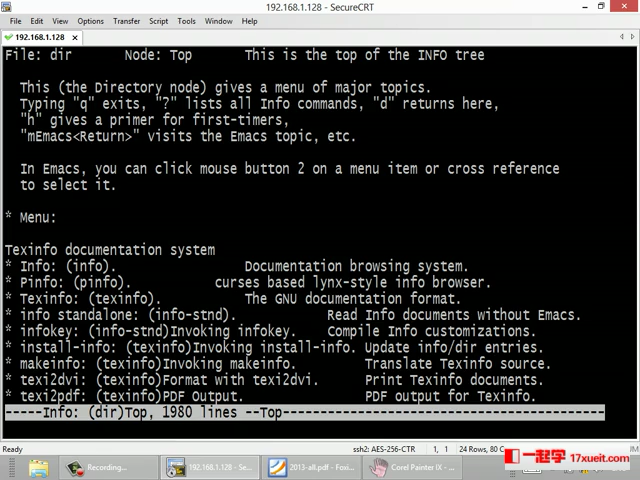 192.168.1.128 - SecureCRT
File Edit View Options Transfer Script Tools Window Help
192.168.1.128
File: dir Node: Top This is the top of the INFO tree
This (the Directory node) gives a menu of major topics.
Typing "q" exits, "?" lists all Info commands, "d" returns here,
"h" gives a primer for first-timers,
"mEmacs<Return>" visits the Emacs topic, etc.
In Emacs, you can click mouse button 2 on a menu item or cross reference
to select it.
* Menu:
Texinfo documentation system
* Info: (info). Documentation browsing system.
* Pinfo: (pinfo). curses based lynx-style info browser.
* Texinfo: (texinfo). The GNU documentation format.
* info standalone: (info-stnd). Read Info documents without Emacs.
* infokey: (info-stnd)Invoking infokey. Compile Info customizations.
* install-info: (texinfo)Invoking install-info. Update info/dir entries.
* makeinfo: (texinfo)Invoking makeinfo. Translate Texinfo source.
* texi2dvi: (texinfo)Format with texi2dvi. Print Texinfo documents.
* texi2pdf: (texinfo)PDF Output. PDF output for Texinfo.
-----Info: (dir)Top, 1980 lines --Top-------------------------------------------
Ready ssh2: AES-256-CTR 1, 1 24 Rows, 80 C
Recording... 192.168.1.128 - Se... 2013-all.pdf - Foxi... Corel Painter IX - ... 一起学 17xueit.com